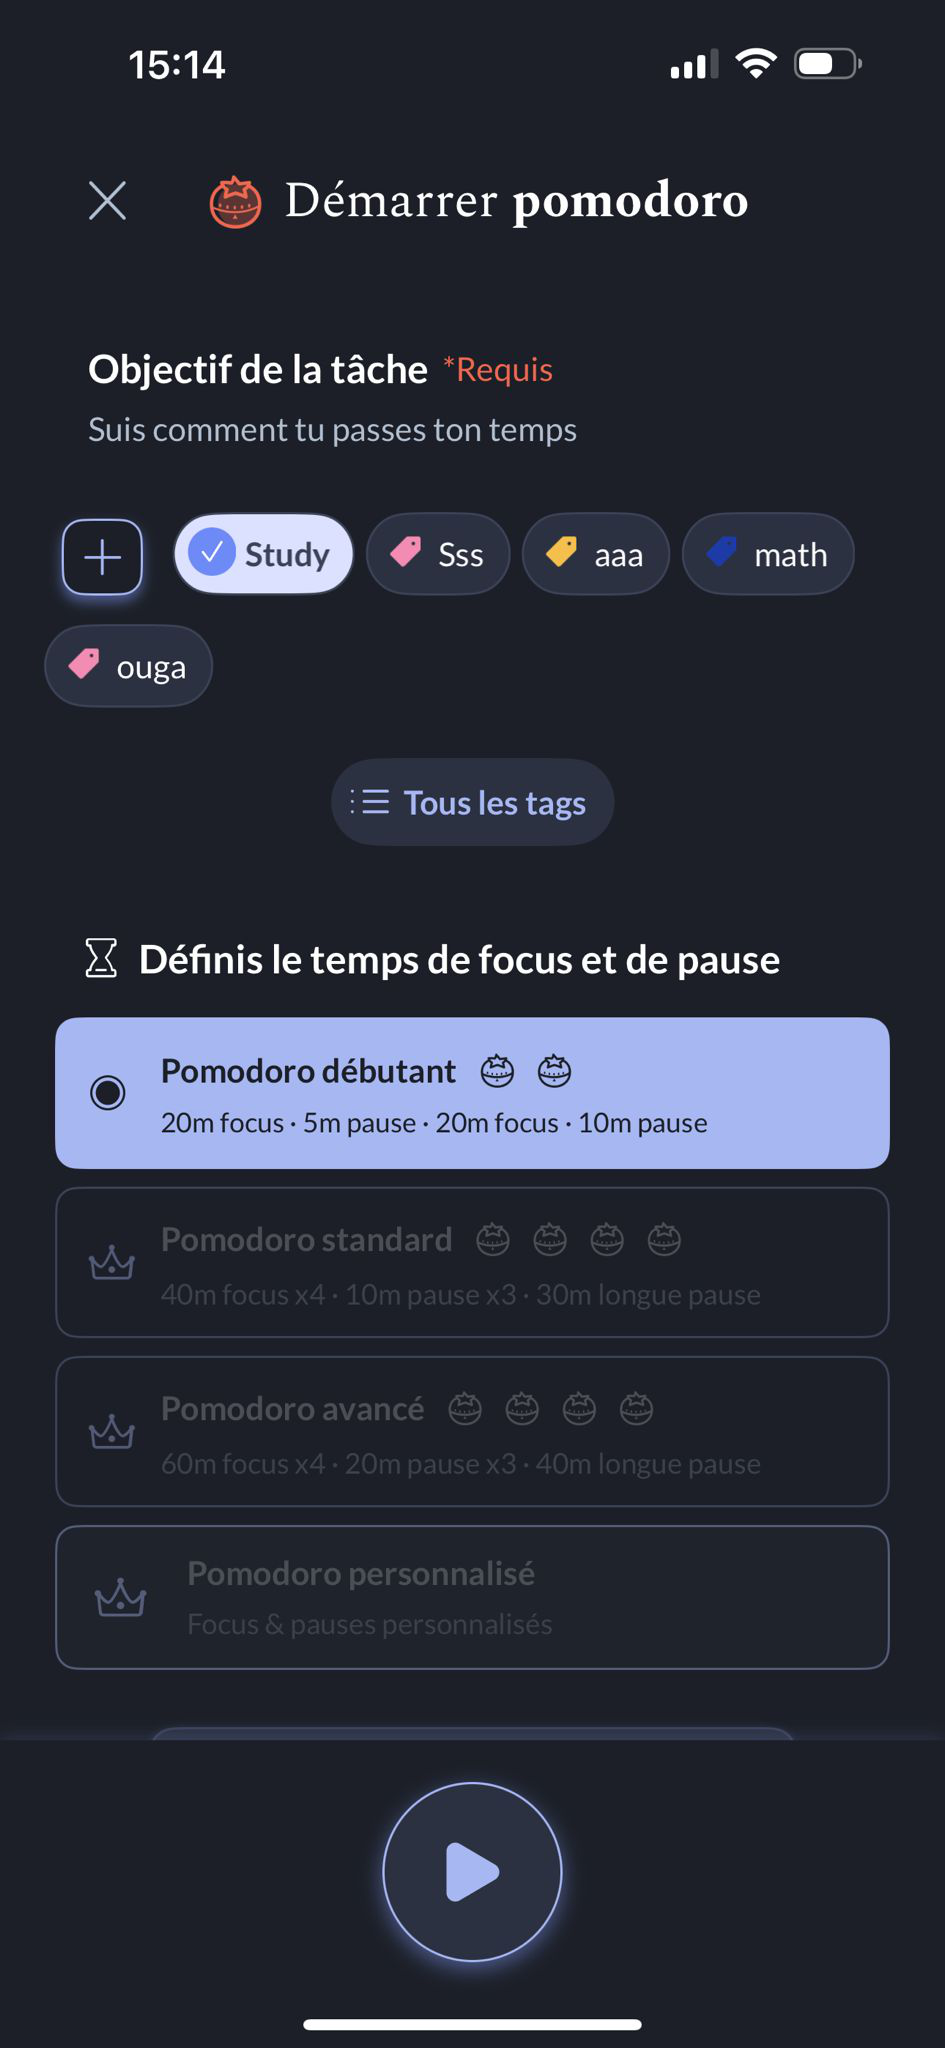 15:14
Démarrer pomodoro
Objectif de la tâche *Requis
Suis comment tu passes ton temps
Study Sss aaa math
ouga
Tous les tags
Définis le temps de focus et de pause
Pomodoro débutant
20m focus · 5m pause · 20m focus · 10m pause
Pomodoro standard
40m focus x4 · 10m pause x3 · 30m longue pause
Pomodoro avancé
60m focus x4 · 20m pause x3 · 40m longue pause
Pomodoro personnalisé
Focus & pauses personnalisés